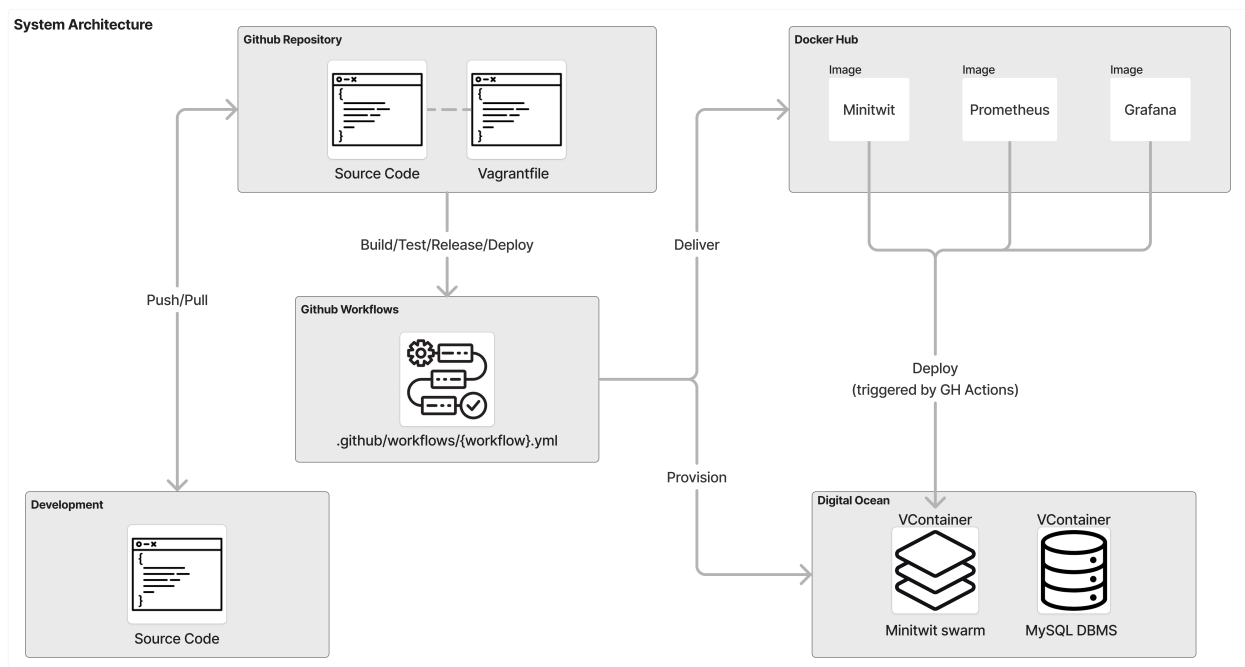 System Architecture
Github Repository
Source Code
Vagrantfile
Docker Hub
Image
Minitwit
Image
Prometheus
Image
Grafana
Build/Test/Release/Deploy
Deliver
Push/Pull
Github Workflows
.github/workflows/{workflow}.yml
Deploy
(triggered by GH Actions)
Provision
Development
Source Code
Digital Ocean
VContainer
Minitwit swarm
VContainer
MySQL DBMS